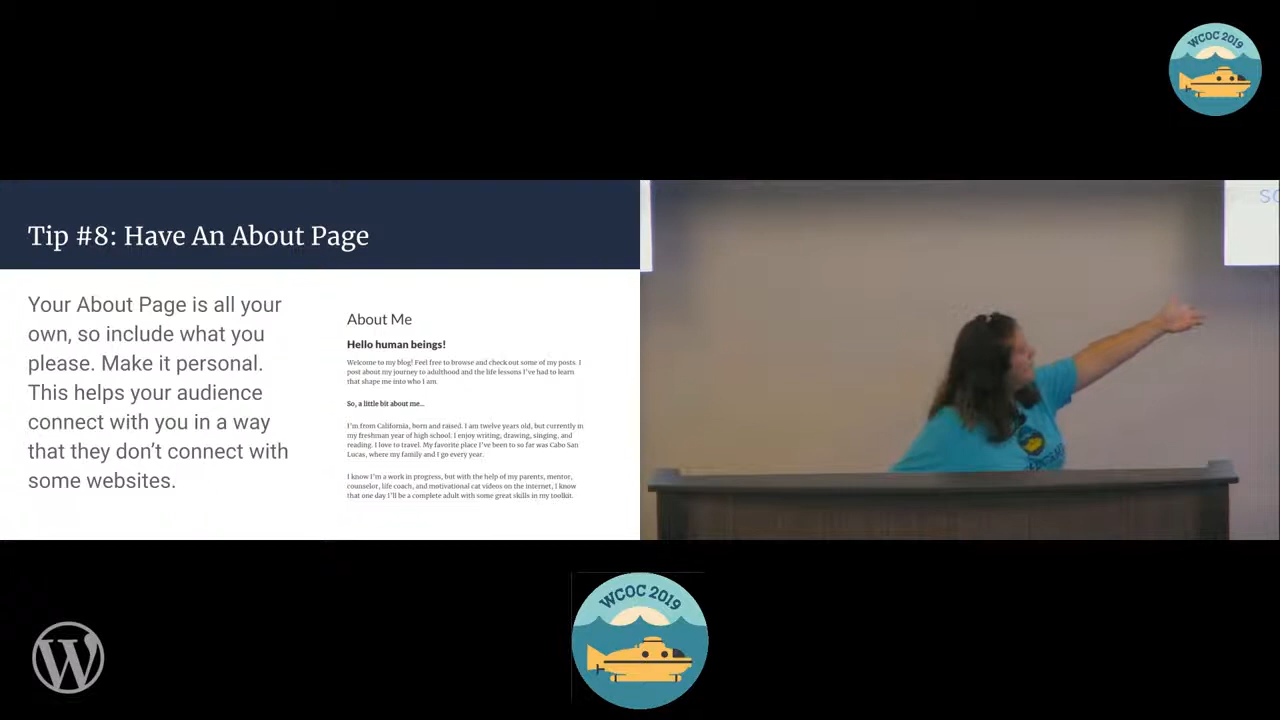 WCOC 2019
Tip #8: Have An About Page
Your About Page is all your
own, so include what you
please. Make it personal.
This helps your audience
connect with you in a way
that they don’t connect with
some websites.
About Me
Hello human beings!
Welcome to my blog! Feel free to browse and check out some of my posts. I
post about my journey to adulthood and the life lessons I’ve had to learn
that shape me into who I am.
So, a little bit about me...
I’m from California, born and raised. I am twelve years old, but currently in
my freshman year of high school. I enjoy writing, drawing, singing, and
reading. I love to travel. My favorite place I’ve been to so far was Cabo San
Lucas, where my family and I go every year.
I know I’m a work in progress, but with the help of my parents, mentor,
counselor, life coach, and motivational cat videos on the internet, I know
that one day I’ll be a complete adult with some great skills in my toolkit.
WCOC 2019
W